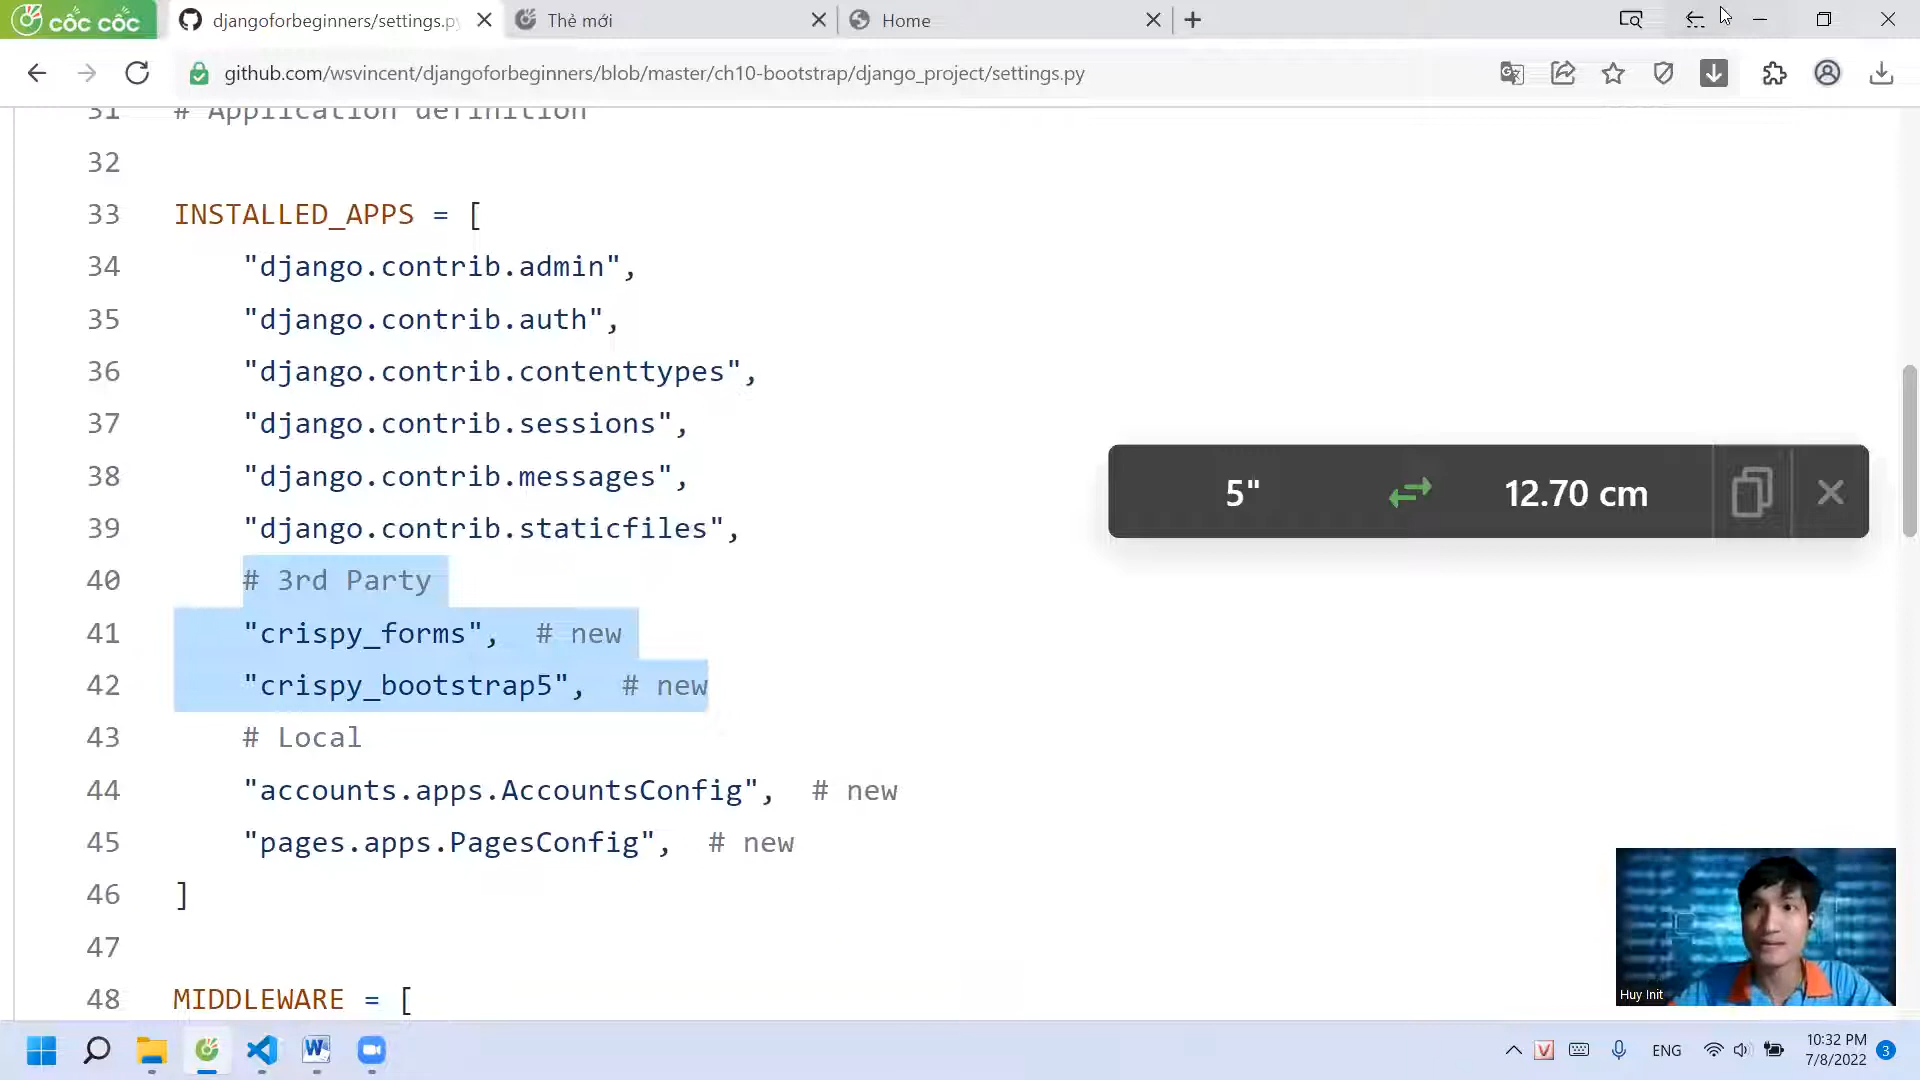 cốc cốc
djangoforbeginners/settings.py
Thẻ mới
Home
github.com/wsvincent/djangoforbeginners/blob/master/ch10-bootstrap/django_project/settings.py
31 # Application definition
32
33 INSTALLED_APPS = [
34 "django.contrib.admin",
35 "django.contrib.auth",
36 "django.contrib.contenttypes",
37 "django.contrib.sessions",
38 "django.contrib.messages",
39 "django.contrib.staticfiles",
40 # 3rd Party
41 "crispy_forms", # new
42 "crispy_bootstrap5", # new
43 # Local
44 "accounts.apps.AccountsConfig", # new
45 "pages.apps.PagesConfig", # new
46 ]
47
48 MIDDLEWARE = [
5" 12.70 cm
Huy Init
ENG
10:32 PM
7/8/2022
3